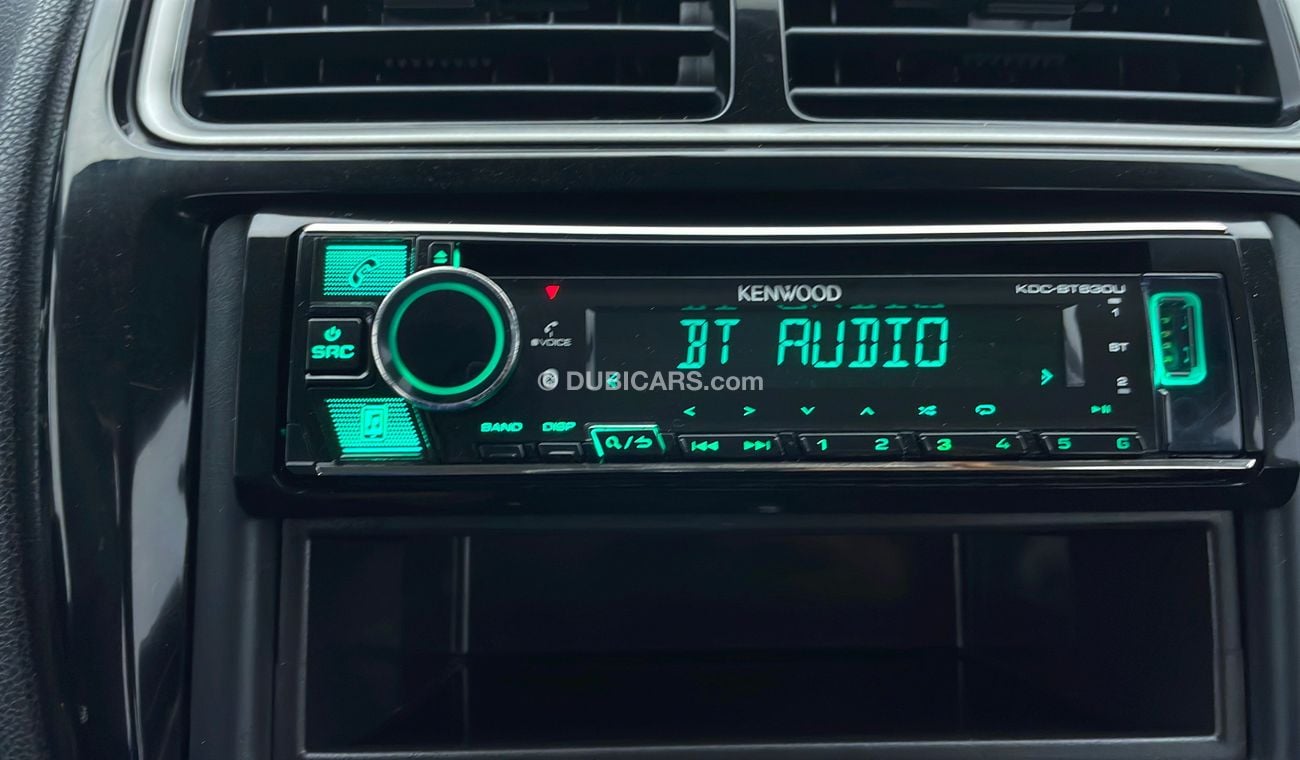 KENWOOD
KDC-BT630U
1
VOICE
BT AUDIO
BT
SRC
© DUBICARS.com
2
BAND DISP
1 2 3 4 5 6